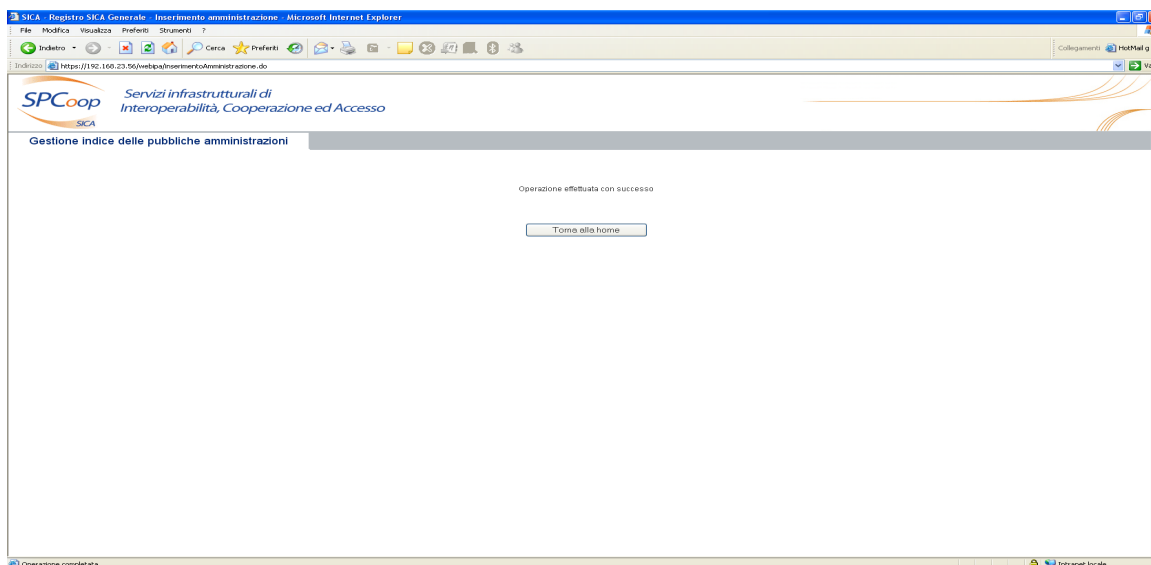 SICA - Registro SICA Generale - Inserimento amministrazione - Microsoft Internet Explorer
File Modifica Visualizza Preferiti Strumenti ?
Indietro Cerca Preferiti Collegamenti HotMail g
Indirizzo https://192.168.23.56/webipa/inserimentoAmministrazione.do Va
SPCoop
SICA
Servizi infrastrutturali di
Interoperabilità, Cooperazione ed Accesso
Gestione indice delle pubbliche amministrazioni
Operazione effettuata con successo
Torna alla home
Operazione completata Intranet locale